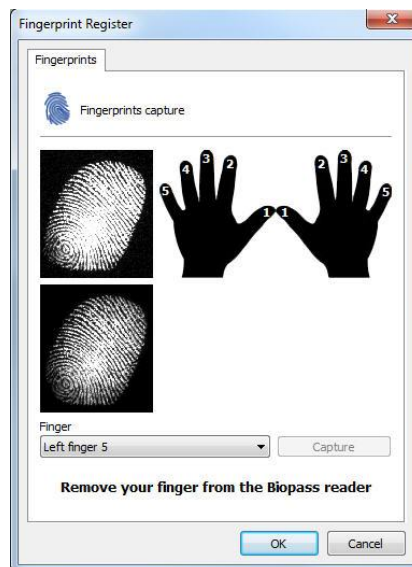 Fingerprint Register
Fingerprints
Fingerprints capture
5 4 3 2 1 1 2 3 4 5
Finger
Left finger 5
Capture
Remove your finger from the Biopass reader
OK
Cancel